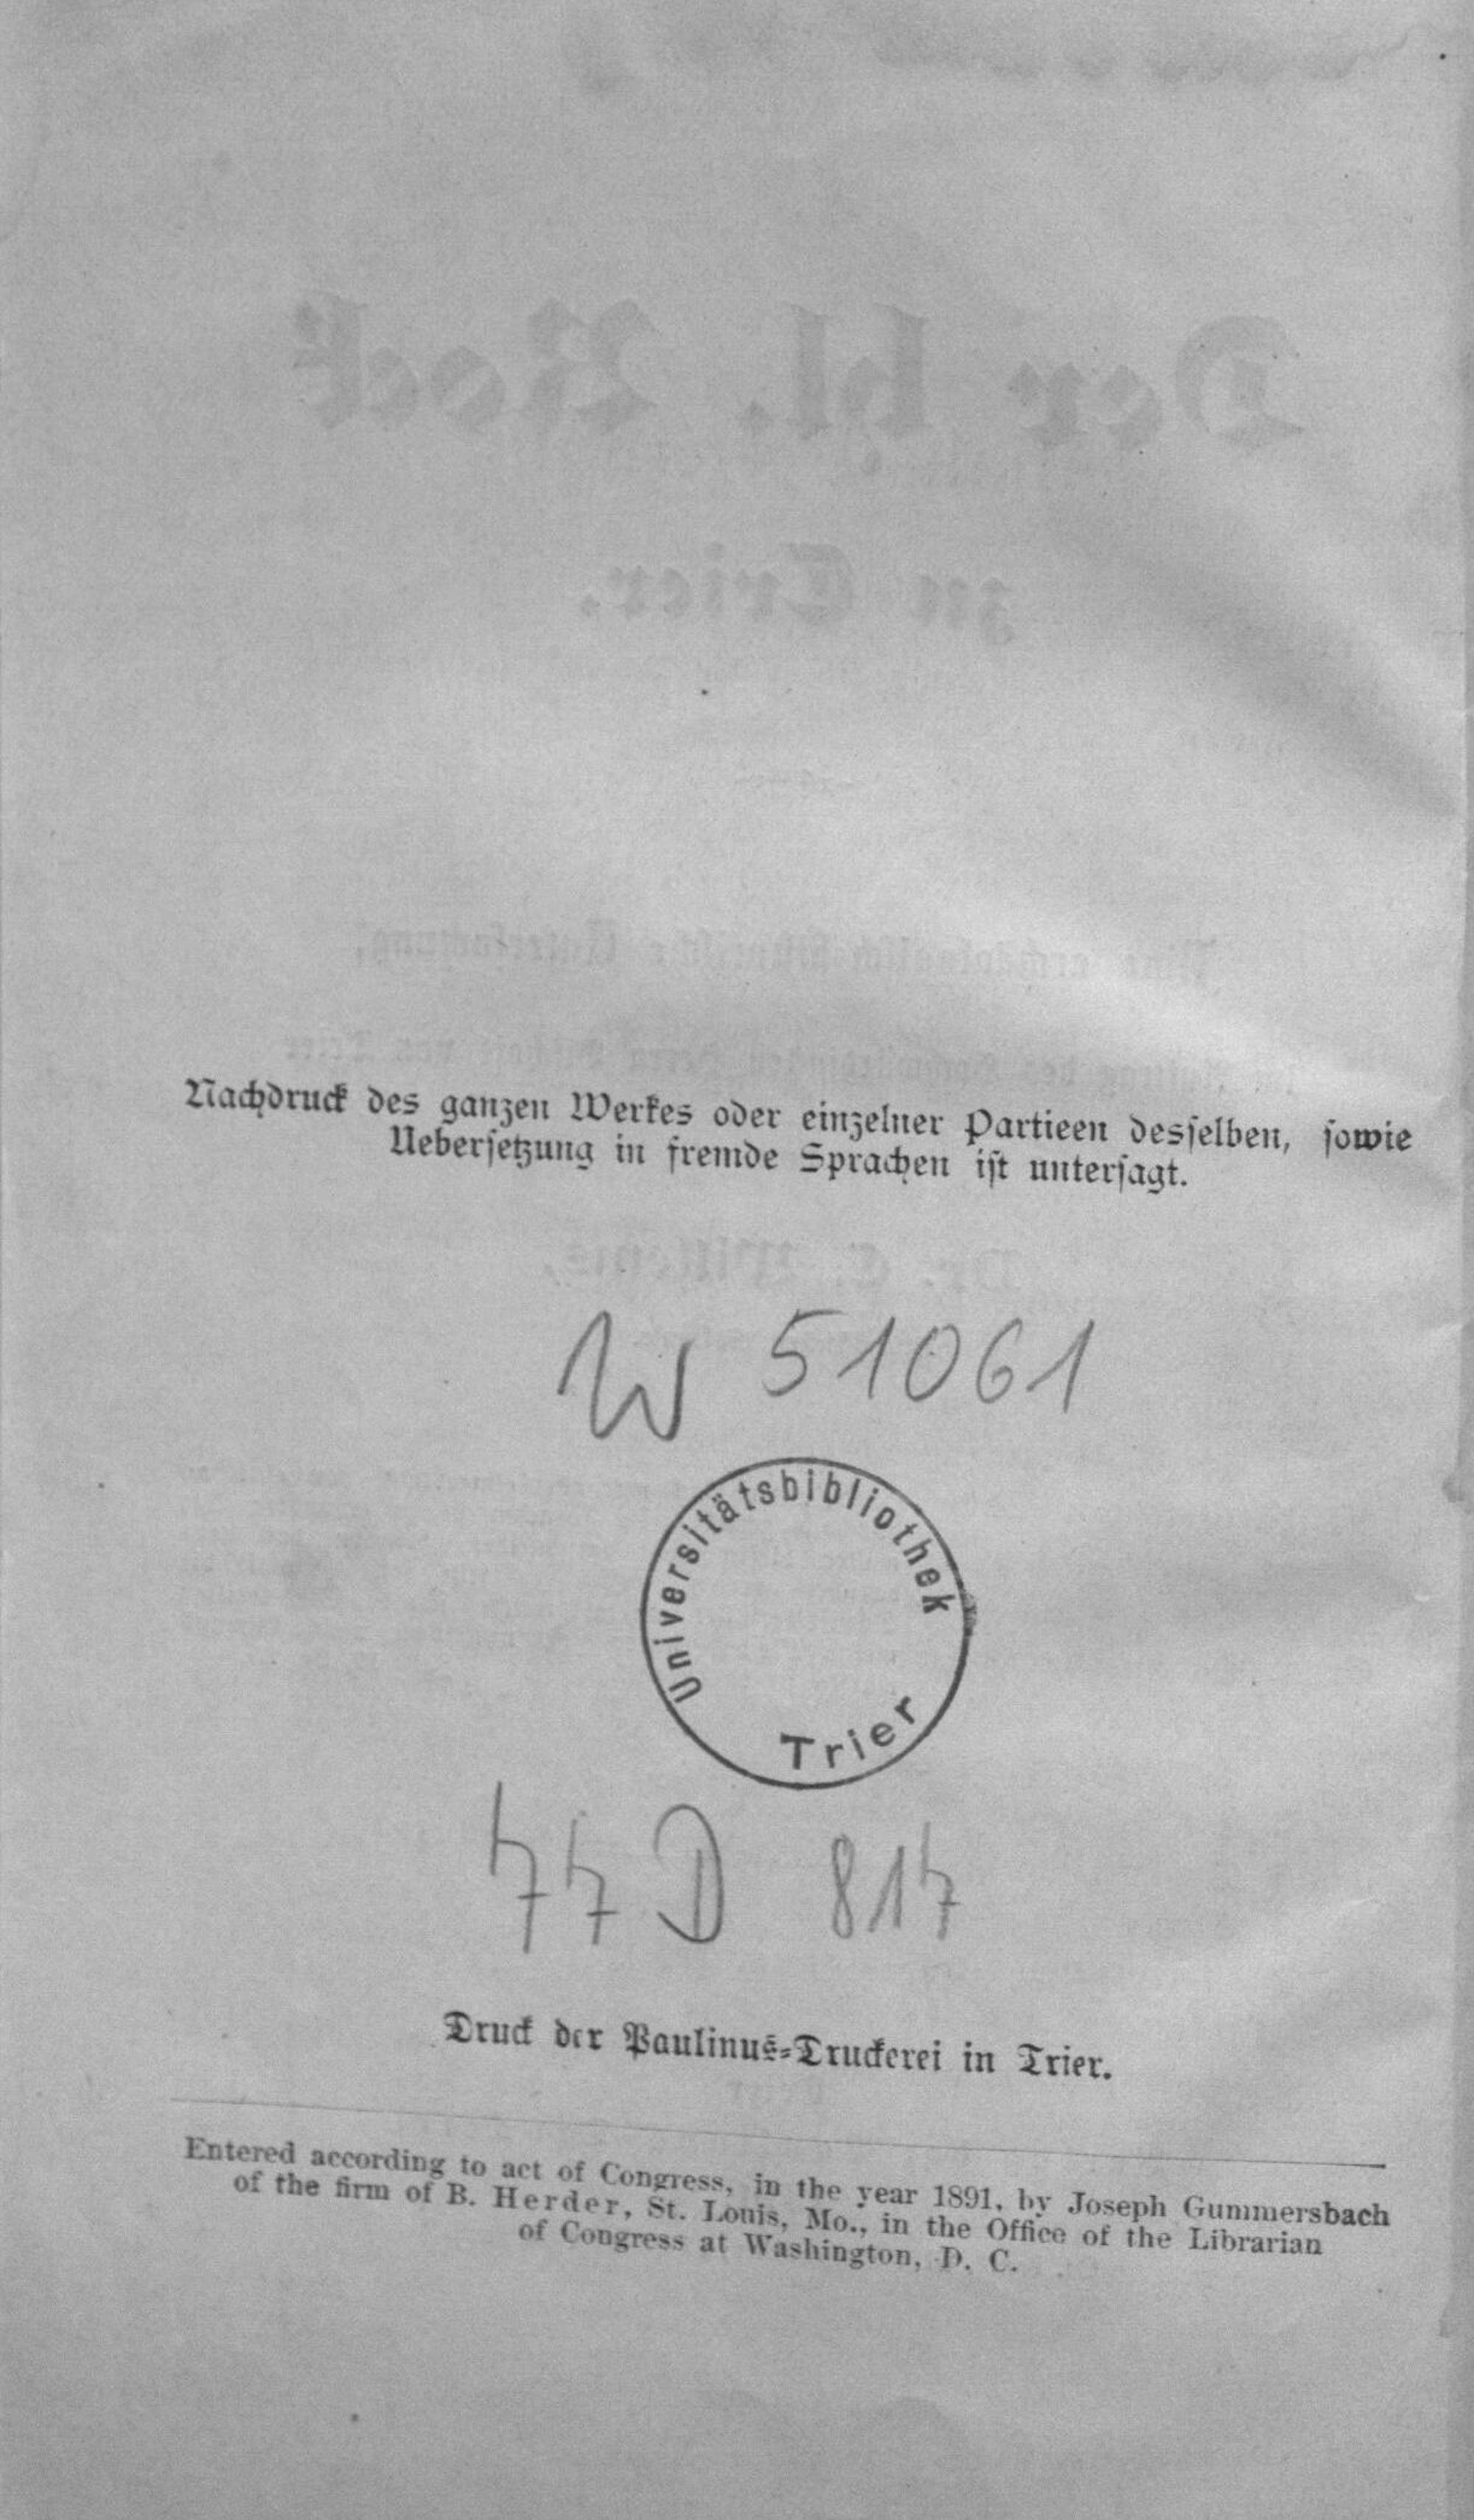 Nachdruck des ganzen Werkes oder einzelner Partieen desselben, sowie
Uebersetzung in fremde Sprachen ist untersagt.
W 51061
Universitätsbibliothek
Trier
77 D 817
Druck der Paulinus-Druckerei in Trier.
Entered according to act of Congress, in the year 1891, by Joseph Gummersbach
of the firm of B. Herder, St. Louis, Mo., in the Office of the Librarian
of Congress at Washington, D. C.